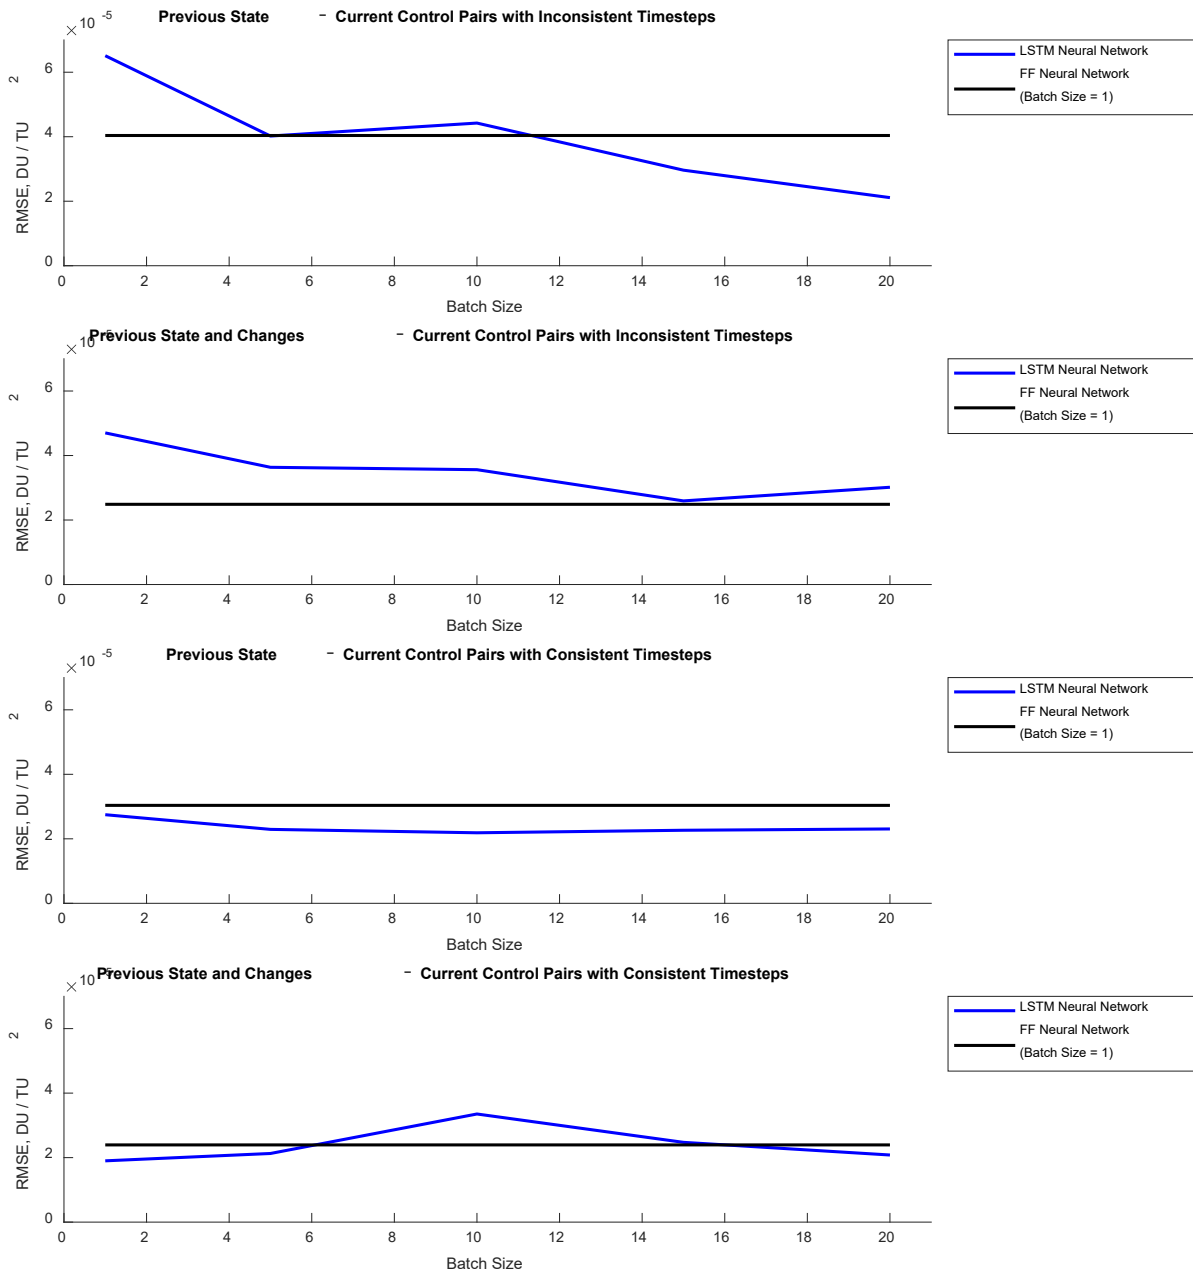 × 10 -5
Previous State - Current Control Pairs with Inconsistent Timesteps
RMSE, DU / TU 2
6
4
2
0
0 2 4 6 8 10 12 14 16 18 20
Batch Size
LSTM Neural Network
FF Neural Network
(Batch Size = 1)
× 10 -5
Previous State and Changes - Current Control Pairs with Inconsistent Timesteps
RMSE, DU / TU 2
6
4
2
0
0 2 4 6 8 10 12 14 16 18 20
Batch Size
LSTM Neural Network
FF Neural Network
(Batch Size = 1)
× 10 -5
Previous State - Current Control Pairs with Consistent Timesteps
RMSE, DU / TU 2
6
4
2
0
0 2 4 6 8 10 12 14 16 18 20
Batch Size
LSTM Neural Network
FF Neural Network
(Batch Size = 1)
× 10 -5
Previous State and Changes - Current Control Pairs with Consistent Timesteps
RMSE, DU / TU 2
6
4
2
0
0 2 4 6 8 10 12 14 16 18 20
Batch Size
LSTM Neural Network
FF Neural Network
(Batch Size = 1)